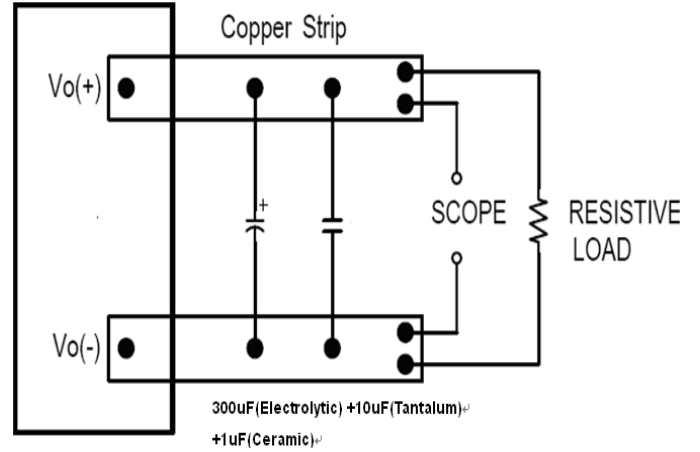 Copper Strip
Vo(+)
+
SCOPE
RESISTIVE
LOAD
Vo(-)
300uF(Electrolytic) +10uF(Tantalum)↵
+1uF(Ceramic)↵